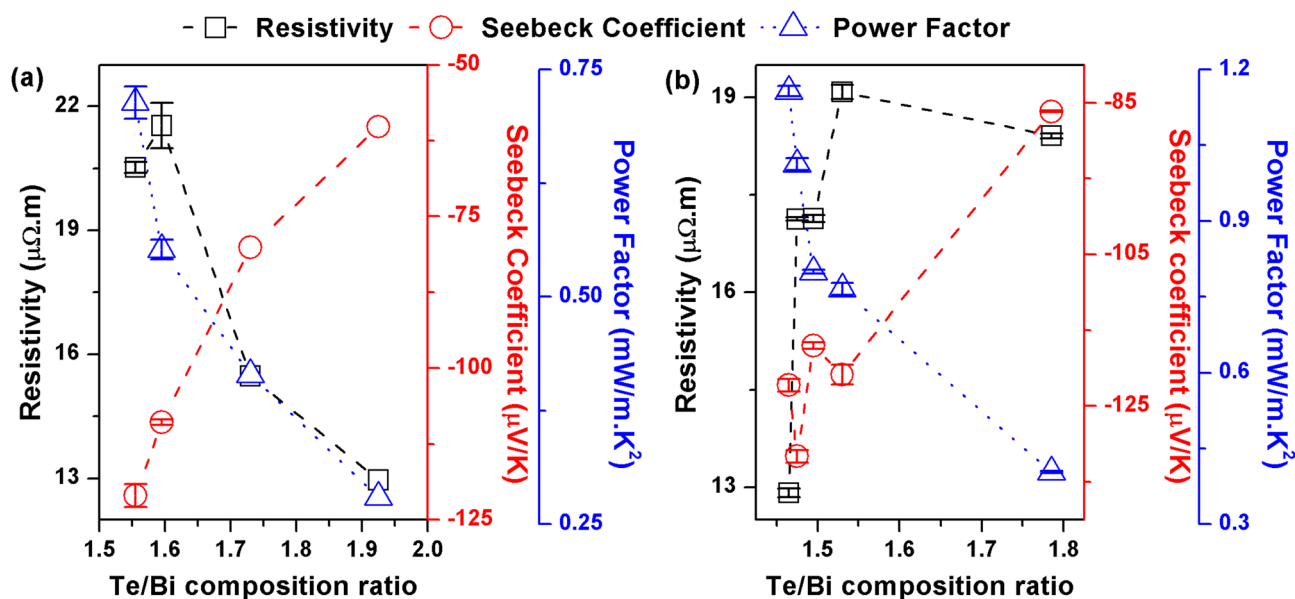 Resistivity Seebeck Coefficient Power Factor
(a)
22
19
16
13
Resistivity (μΩ.m)
1.5 1.6 1.7 1.8 1.9 2.0
Te/Bi composition ratio
-50
-75
-100
-125
Seebeck Coefficient (μV/K)
0.75
0.50
0.25
Power Factor (mW/m.K²)
(b)
19
16
13
Resistivity (μΩ.m)
1.5 1.6 1.7 1.8
Te/Bi composition ratio
-85
-105
-125
Seebeck coefficient (μV/K)
1.2
0.9
0.6
0.3
Power Factor (mW/m.K²)